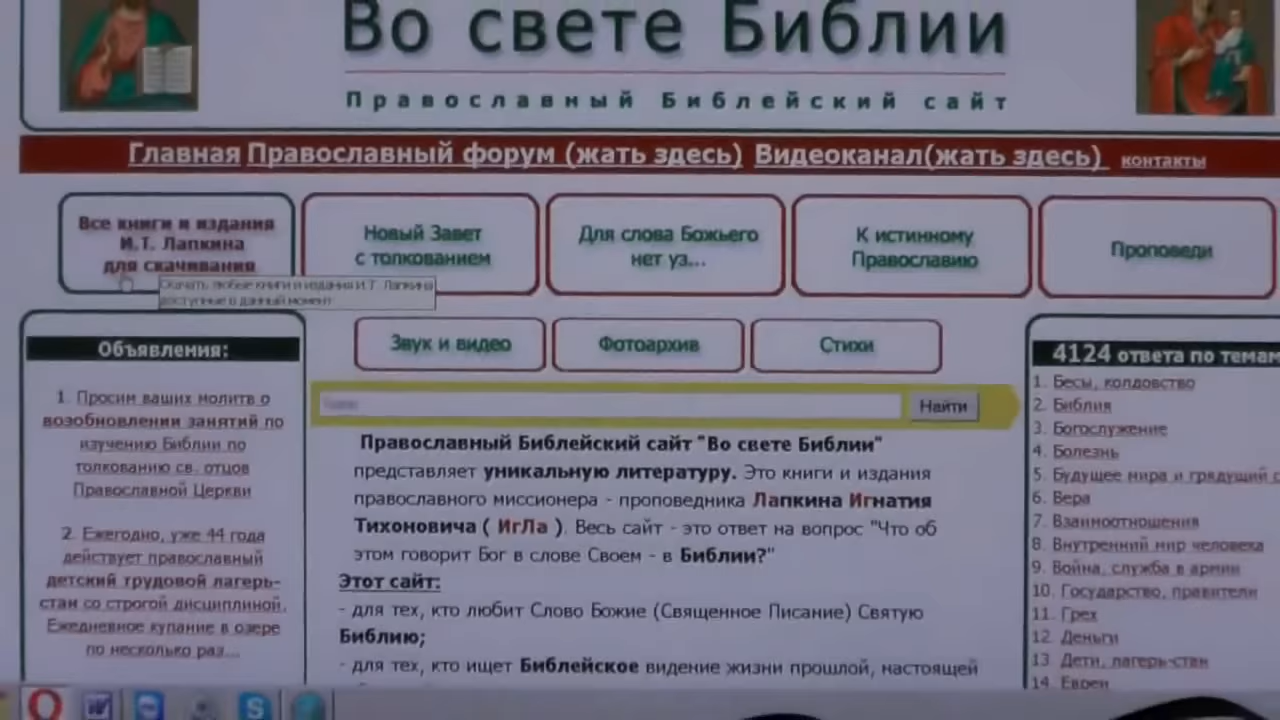 Во свете Библии
Православный Библейский сайт
Главная Православный форум (жать здесь) Видеоканал(жать здесь) контакты
Все книги и издания
И.Т. Лапкина
для скачивания
Новый Завет
с толкованием
Для слова Божьего
нет уз...
К истинному
Православию
Проповеди
Скачать любые книги и издания И.Т. Лапкина
доступные в данный момент
Звук и видео
Фотоархив
Стихи
Объявления:
1. Просим ваших молитв о
возобновлении занятий по
изучению Библии по
толкованию св. отцов
Православной Церкви
2. Ежегодно, уже 44 года
действует православный
детский трудовой лагерь-
стан со строгой дисциплиной.
Ежедневное купание в озере
по несколько раз...
Найти
Православный Библейский сайт "Во свете Библии"
представляет уникальную литературу. Это книги и издания
православного миссионера - проповедника Лапкина Игнатия
Тихоновича ( ИгЛа ). Весь сайт - это ответ на вопрос "Что об
этом говорит Бог в слове Своем - в Библии?"
Этот сайт:
- для тех, кто любит Слово Божие (Священное Писание) Святую
Библию;
- для тех, кто ищет Библейское видение жизни прошлой, настоящей
4124 ответа по темам
1. Бесы, колдовство
2. Библия
3. Богослужение
4. Болезнь
5. Будущее мира и грядущий с
6. Вера
7. Взаимоотношения
8. Внутренний мир человека
9. Война, служба в армии
10. Государство, правители
11. Грех
12. Деньги
13. Дети, лагерь-стан
14. Евреи